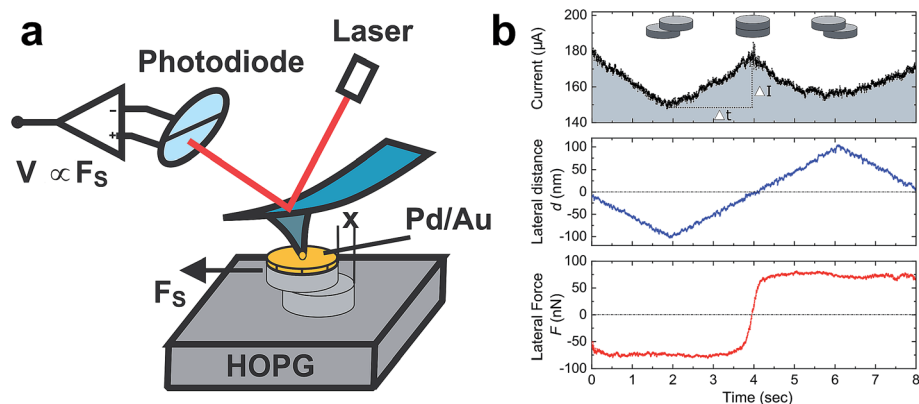 a
Laser
Photodiode
-
+
V ∝ FS
Pd/Au
x
FS
HOPG
b
Current (µA)
200
180
160
140
△I
△t
Lateral distance
d (nm)
100
50
0
-50
-100
Lateral Force
F (nN)
100
50
0
-50
-100
0 1 2 3 4 5 6 7 8
Time (sec)